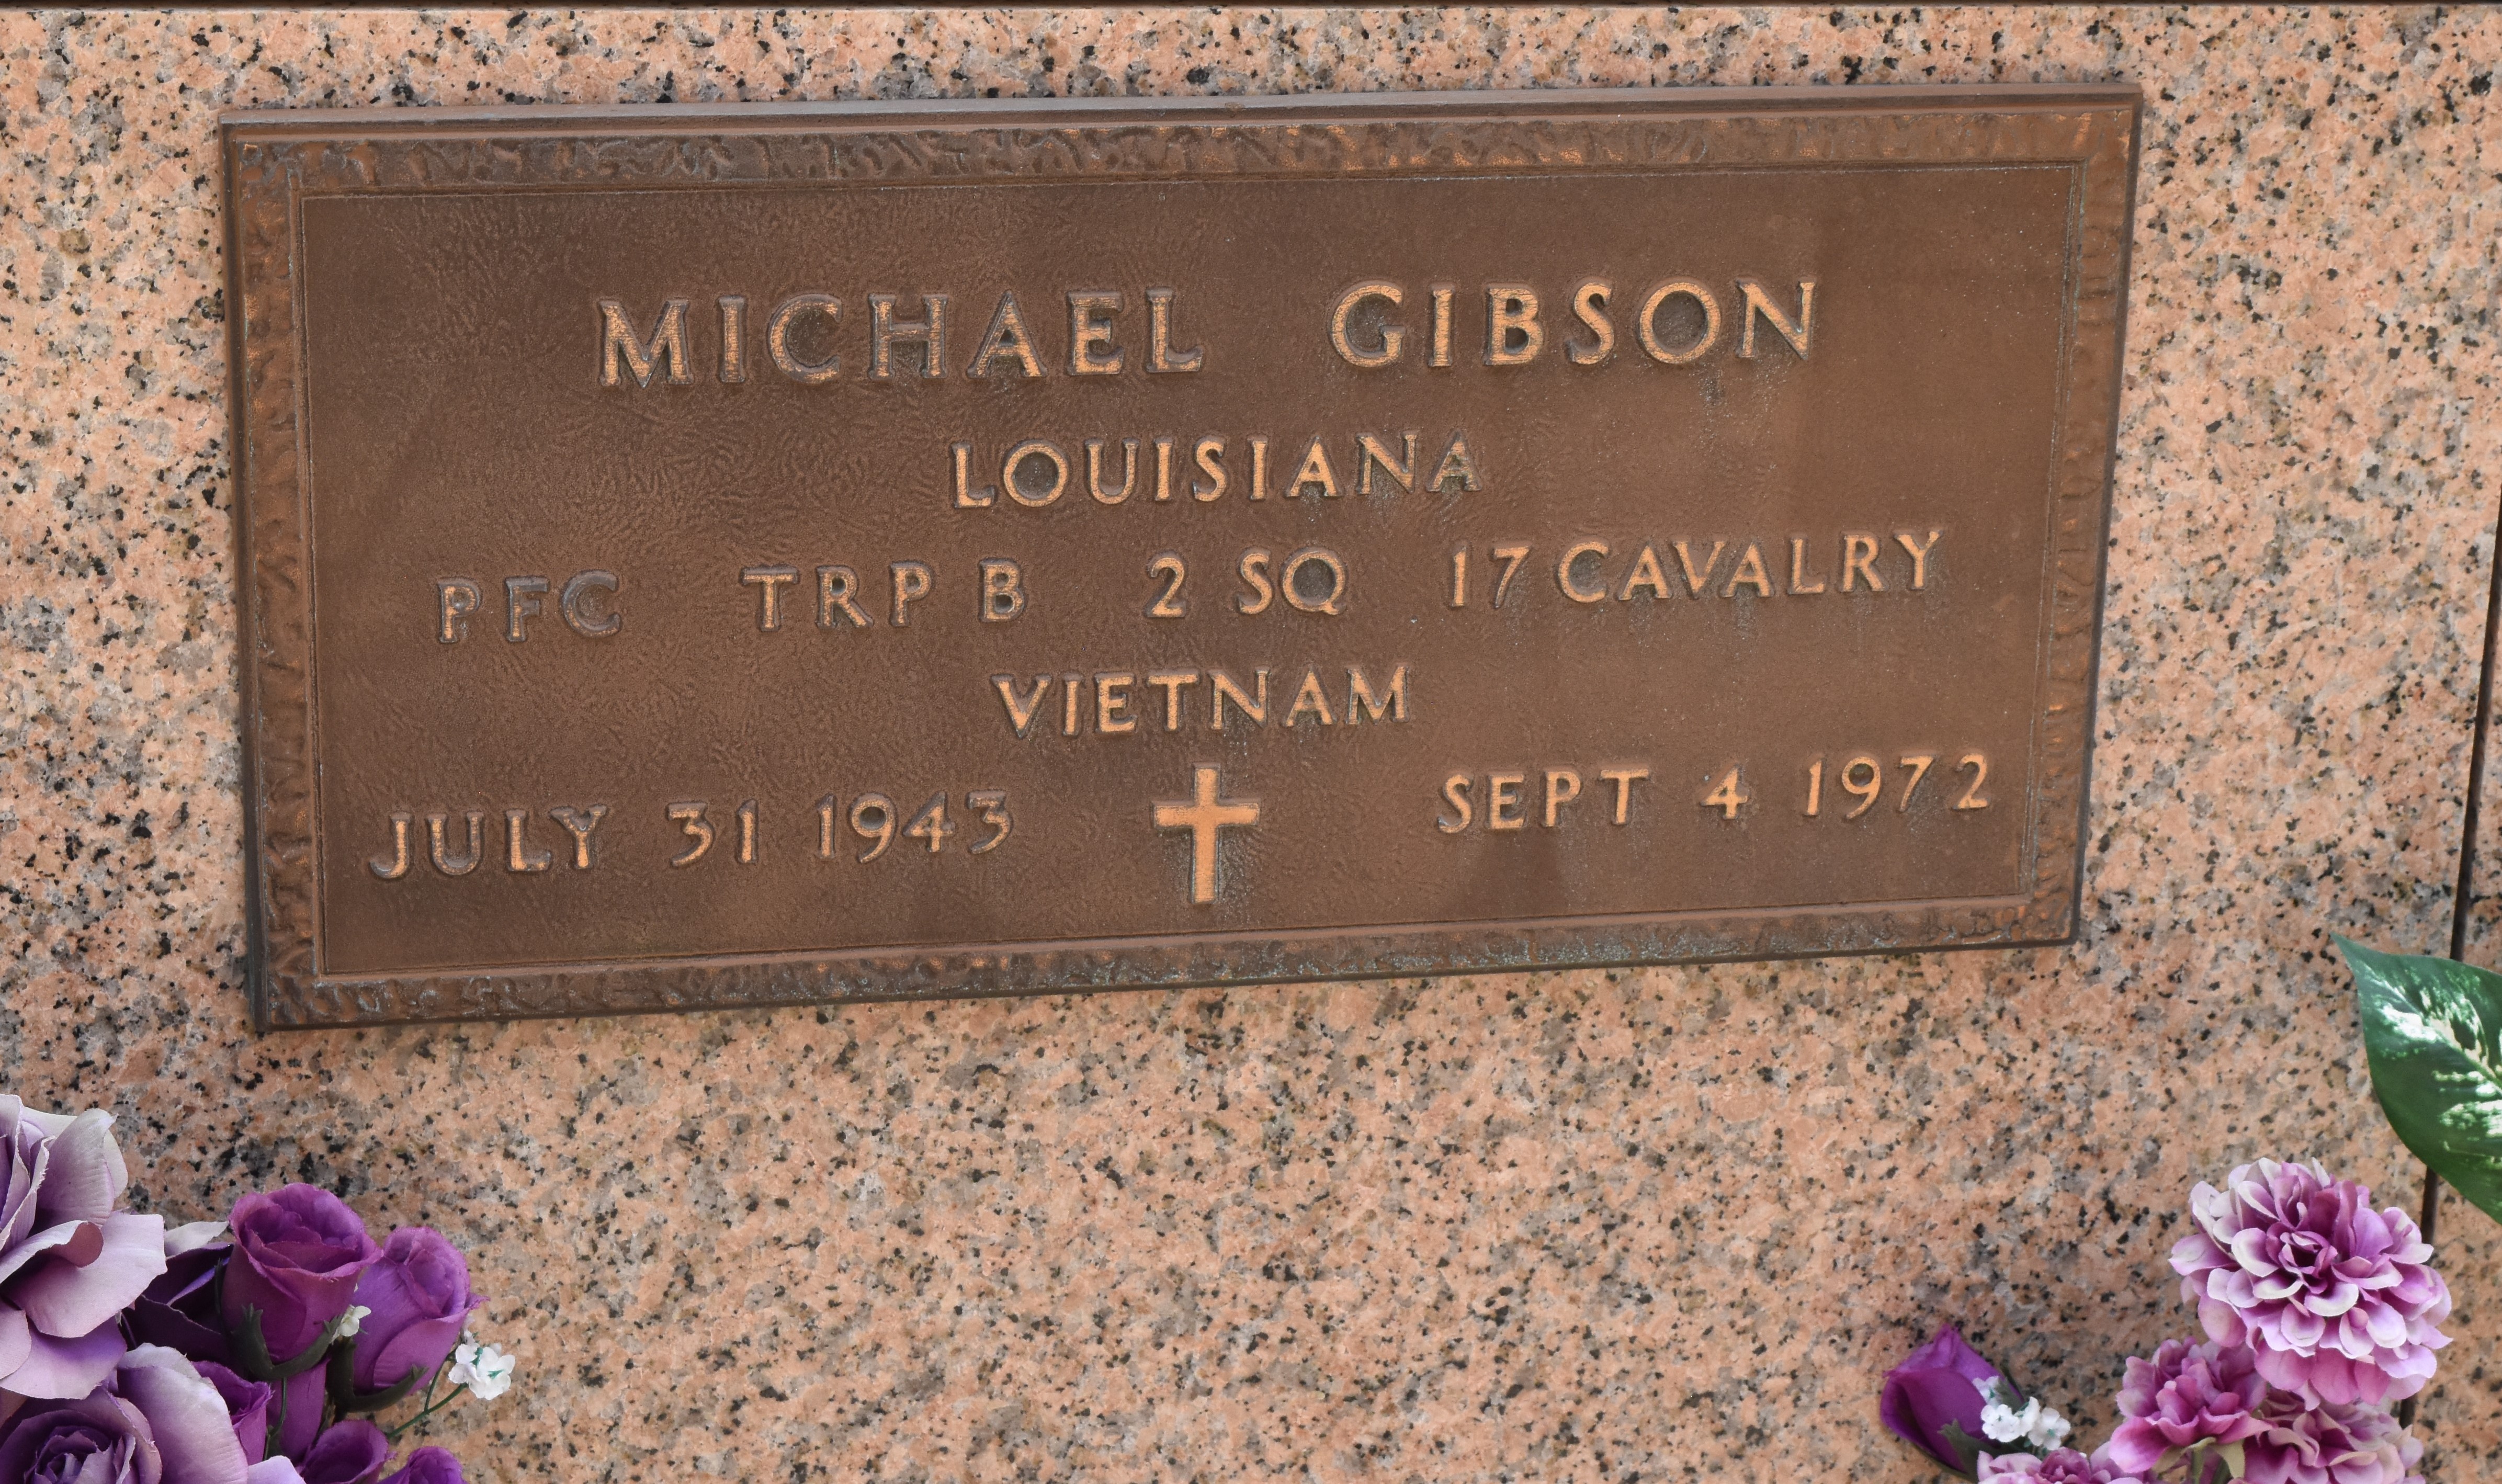 MICHAEL GIBSON
LOUISIANA
PFC TRP B 2 SQ 17 CAVALRY
VIETNAM
JULY 31 1943 SEPT 4 1972